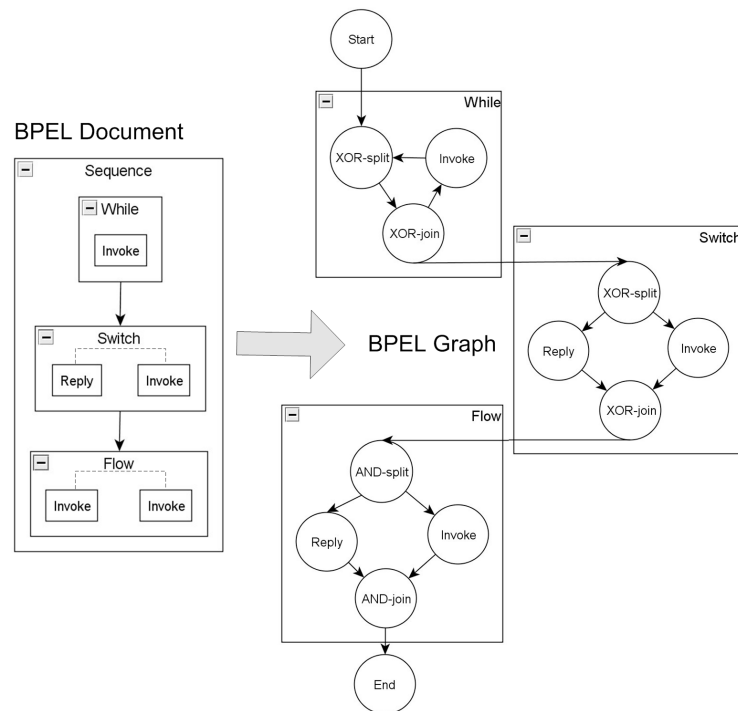 Start
While
XOR-split
Invoke
XOR-join
BPEL Document
Sequence
While
Invoke
Switch
Reply
Invoke
Flow
Invoke
Invoke
BPEL Graph
Switch
XOR-split
Reply
Invoke
XOR-join
Flow
AND-split
Reply
Invoke
AND-join
End